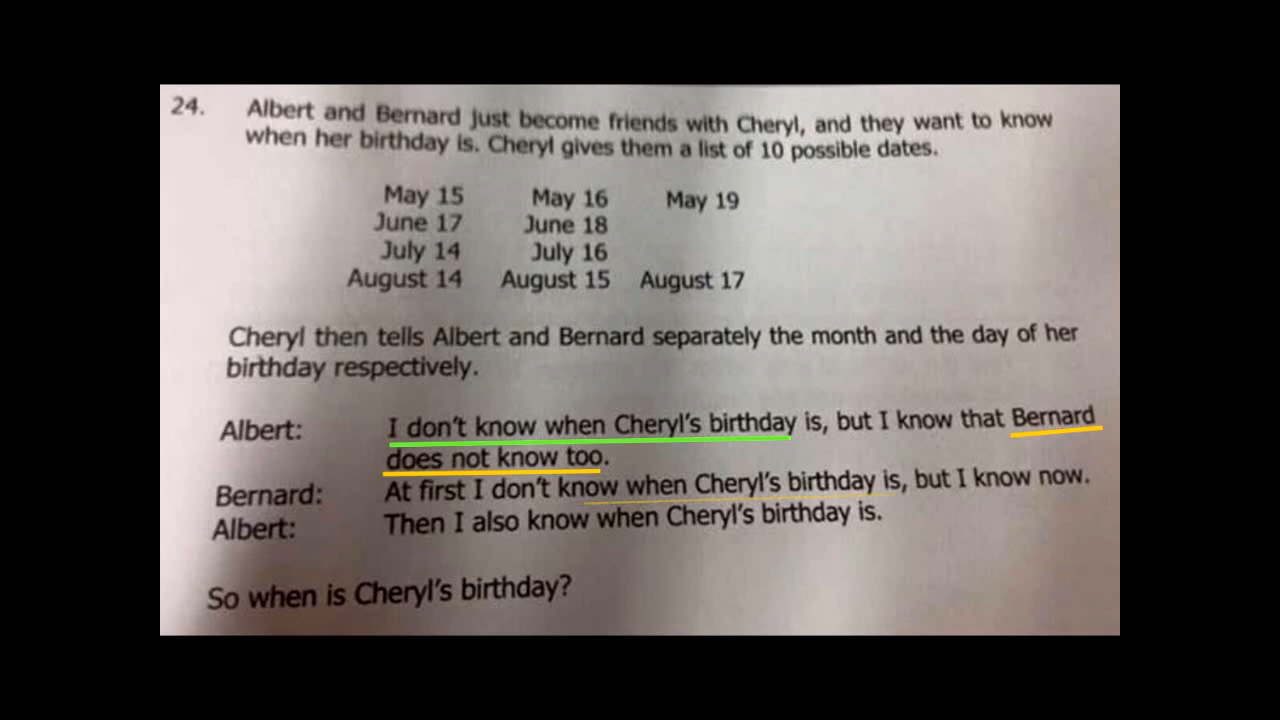 24. Albert and Bernard just become friends with Cheryl, and they want to know
when her birthday is. Cheryl gives them a list of 10 possible dates.
May 15 May 16 May 19
June 17 June 18
July 14 July 16
August 14 August 15 August 17
Cheryl then tells Albert and Bernard separately the month and the day of her
birthday respectively.
Albert: I don't know when Cheryl's birthday is, but I know that Bernard
does not know too.
Bernard: At first I don't know when Cheryl's birthday is, but I know now.
Albert: Then I also know when Cheryl's birthday is.
So when is Cheryl's birthday?